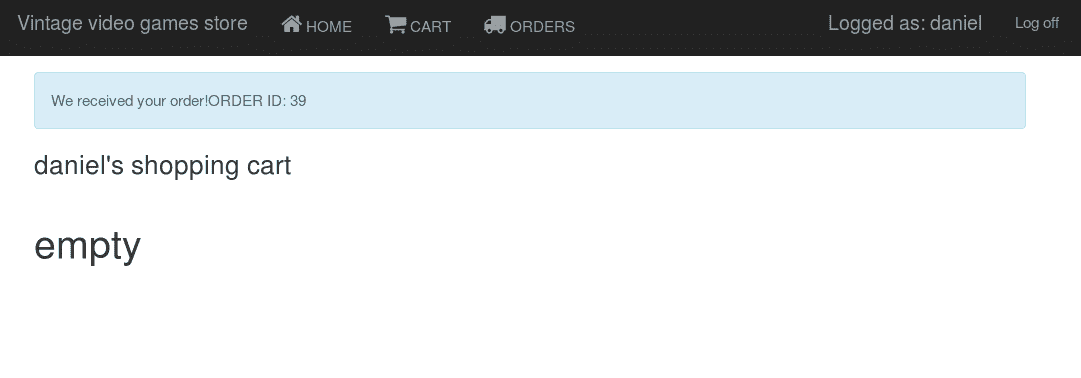 Vintage video games store HOME CART ORDERS Logged as: daniel Log off
We received your order!ORDER ID: 39
daniel's shopping cart
empty